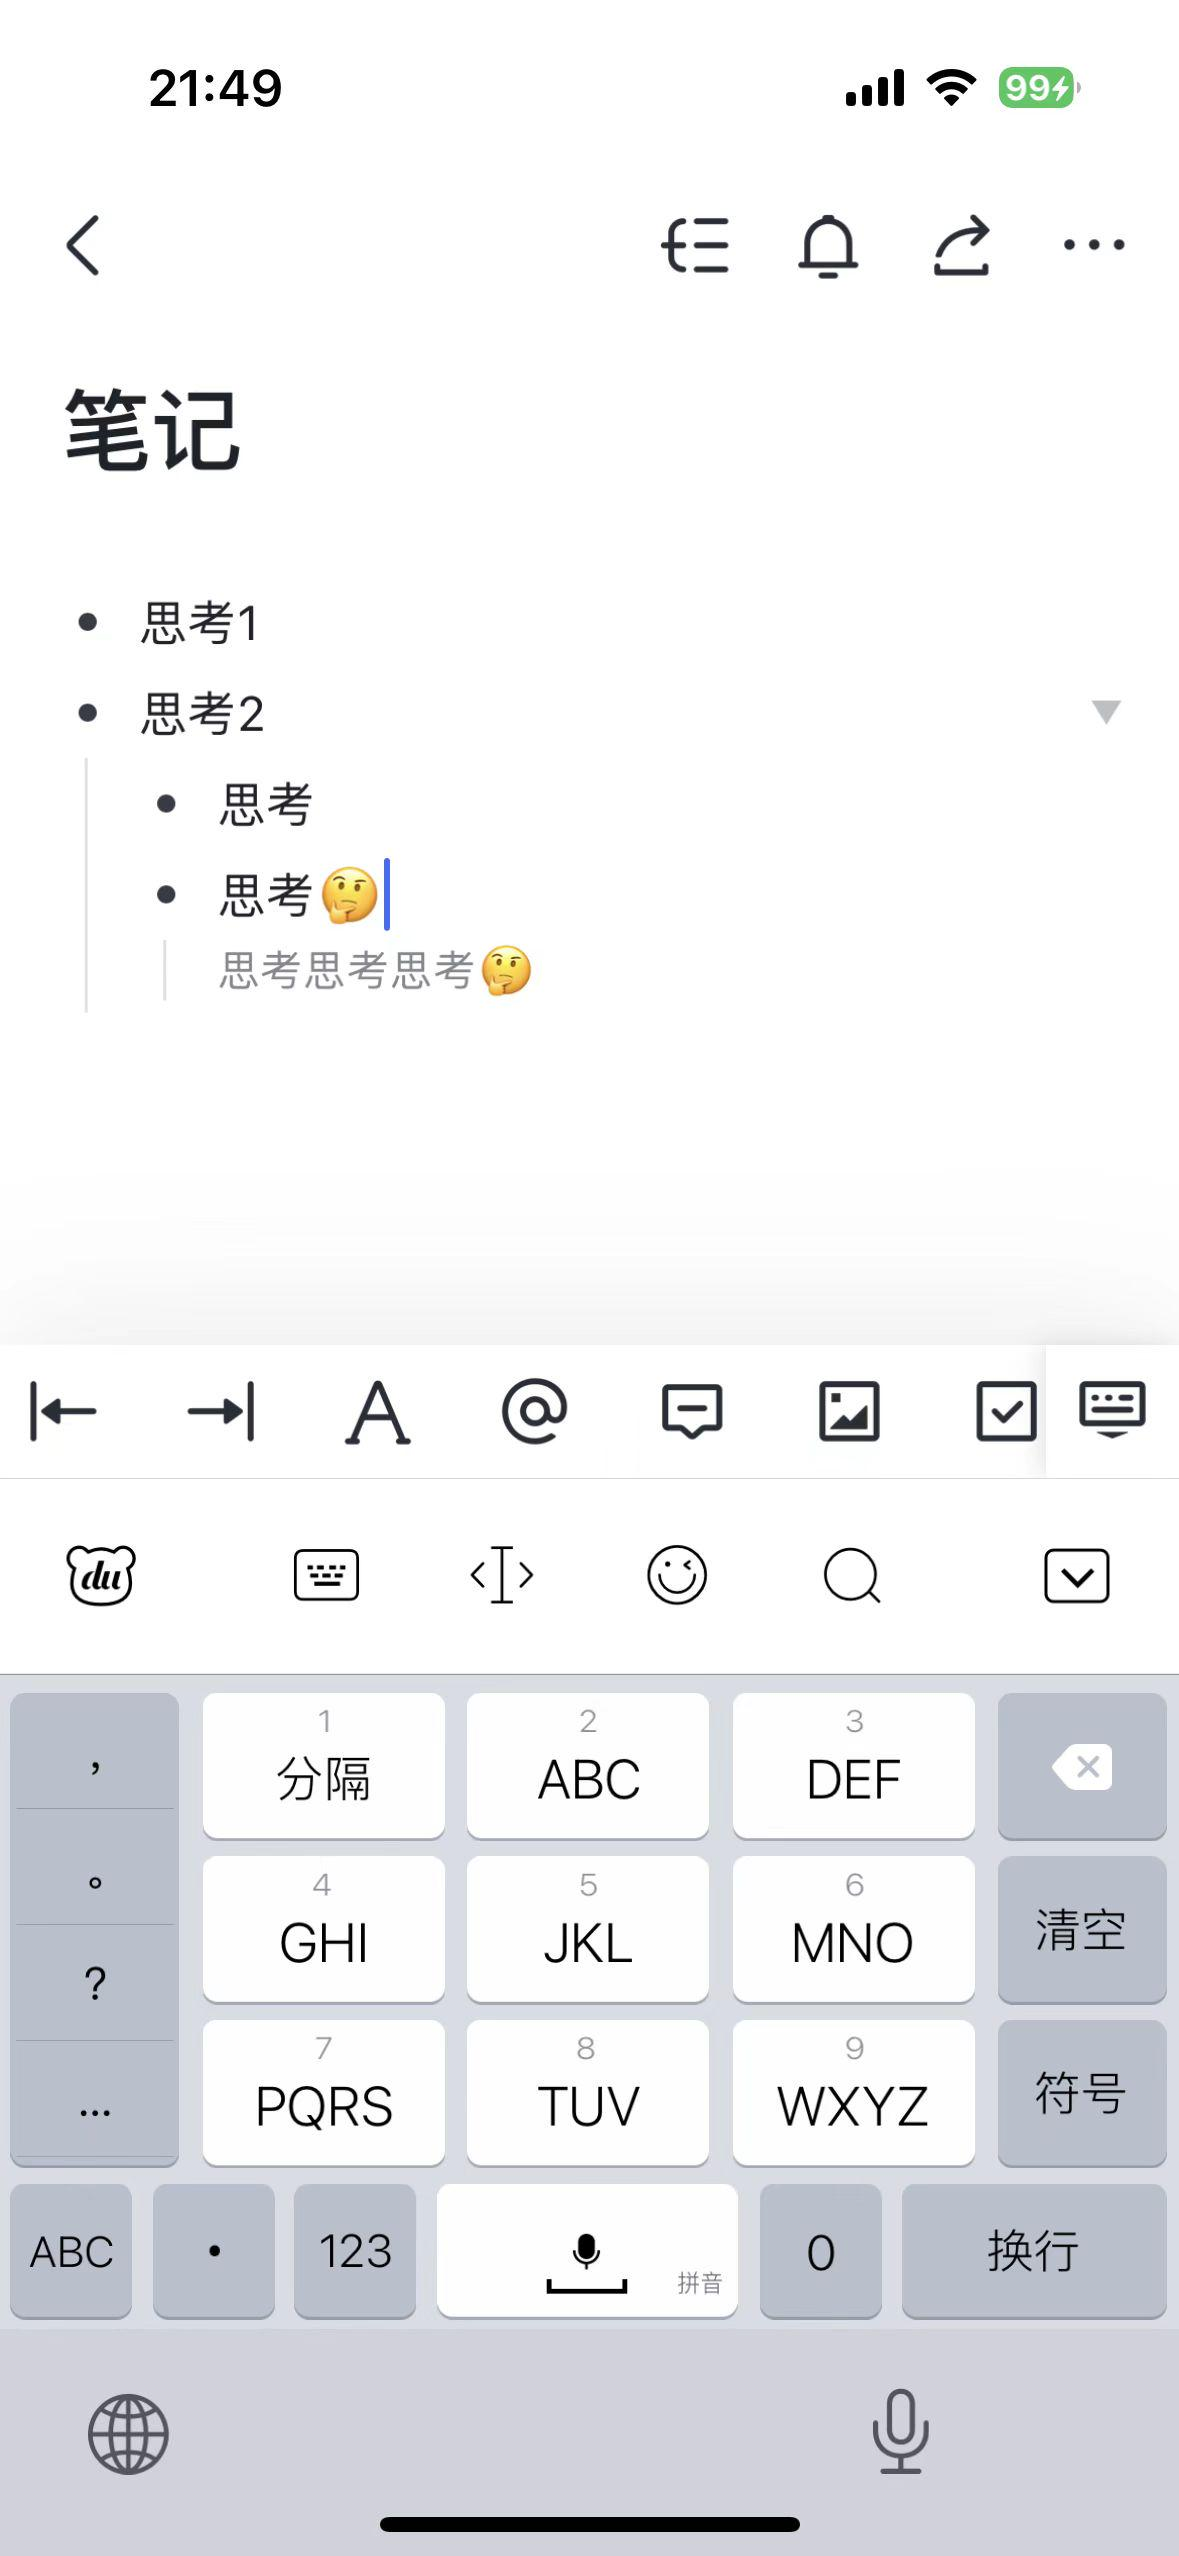 21:49
99
笔记
思考1
思考2
思考
思考🤔
思考思考思考🤔
A
@
du
,
1
分隔
2
ABC
3
DEF
。
4
GHI
5
JKL
6
MNO
清空
?
7
PQRS
8
TUV
9
WXYZ
符号
...
ABC
·
123
拼音
0
换行